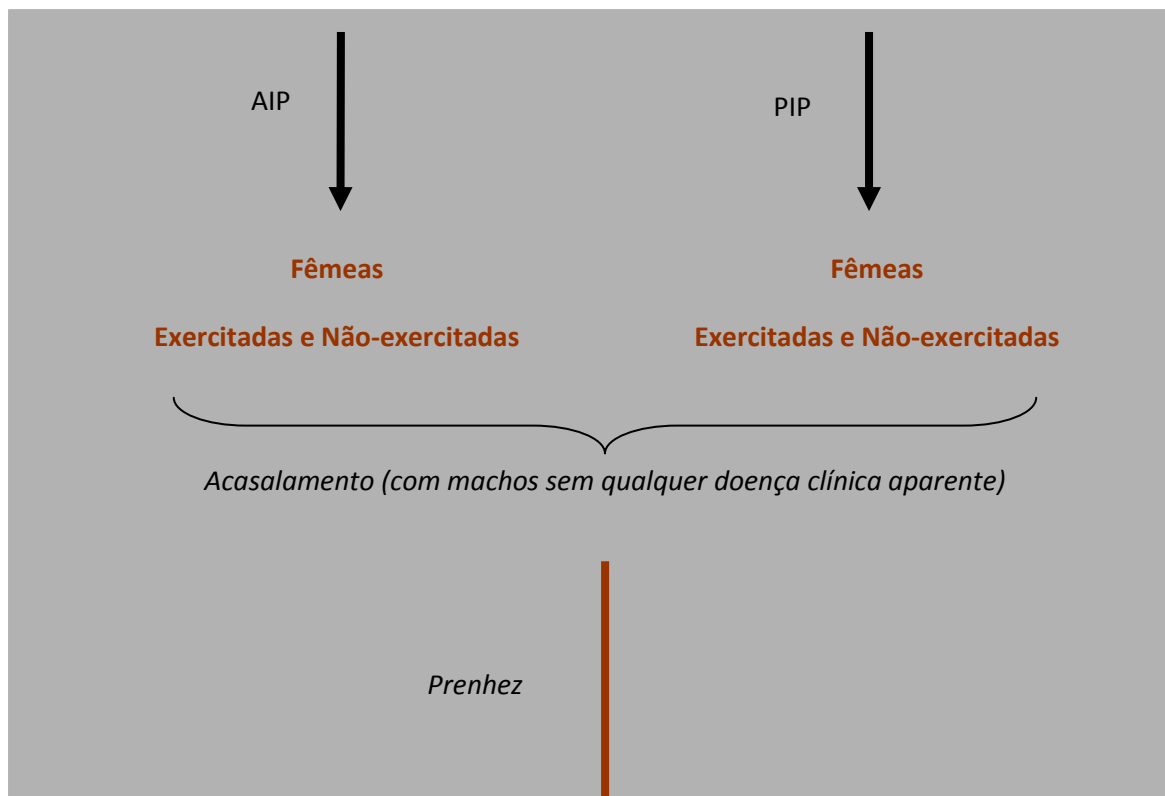 AIP
PIP
Fêmeas
Exercitadas e Não-exercitadas
Fêmeas
Exercitadas e Não-exercitadas
Acasalamento (com machos sem qualquer doença clínica aparente)
Prenhez